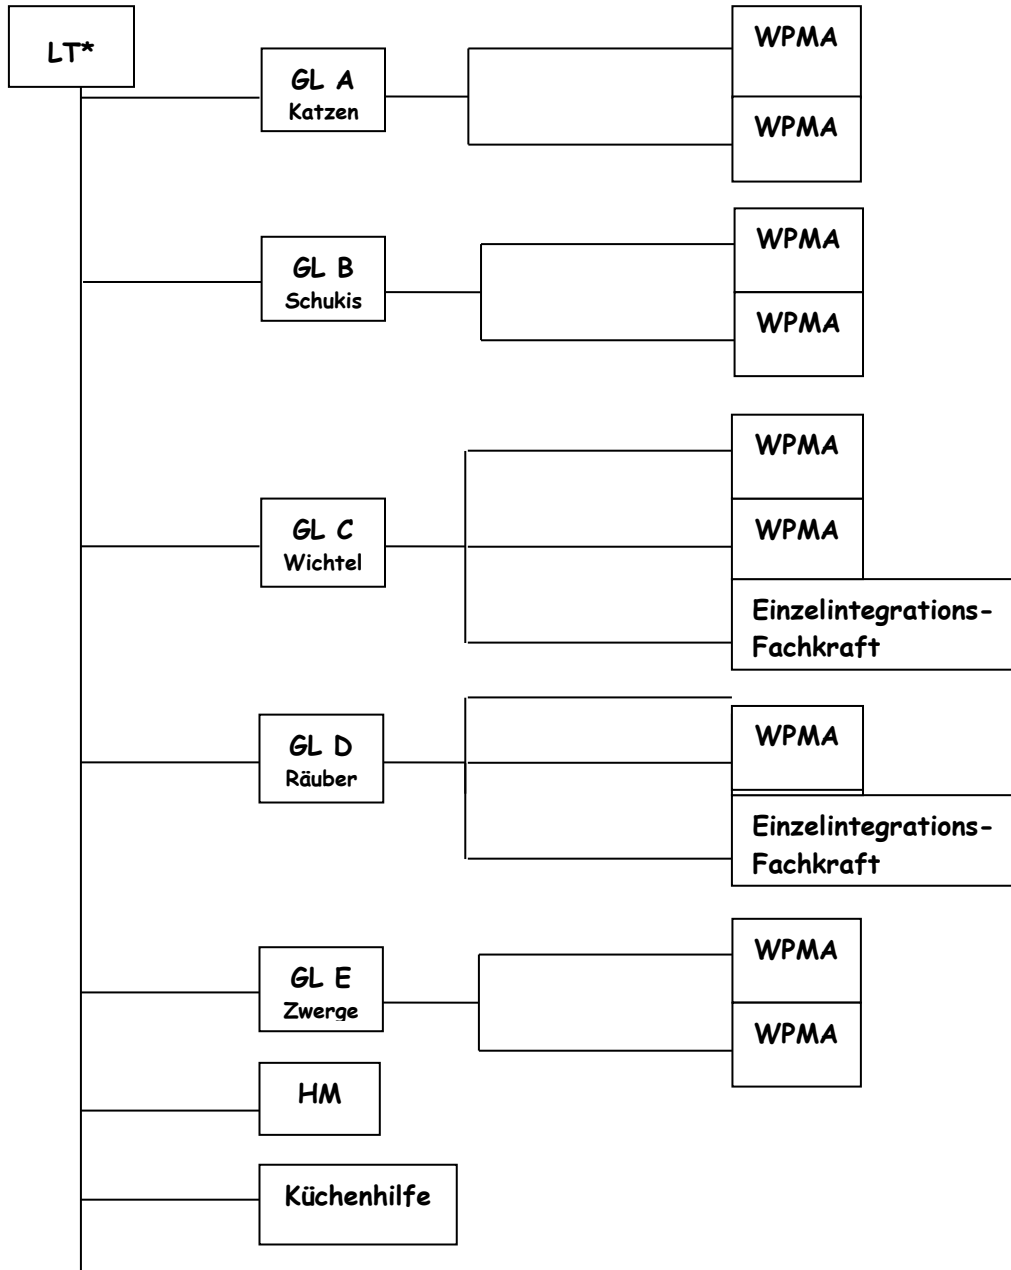 LT*
GL A
Katzen
WPMA
WPMA
GL B
Schukis
WPMA
WPMA
GL C
Wichtel
WPMA
WPMA
Einzelintegrations-
Fachkraft
GL D
Räuber
WPMA
Einzelintegrations-
Fachkraft
GL E
Zwerge
WPMA
WPMA
HM
Küchenhilfe